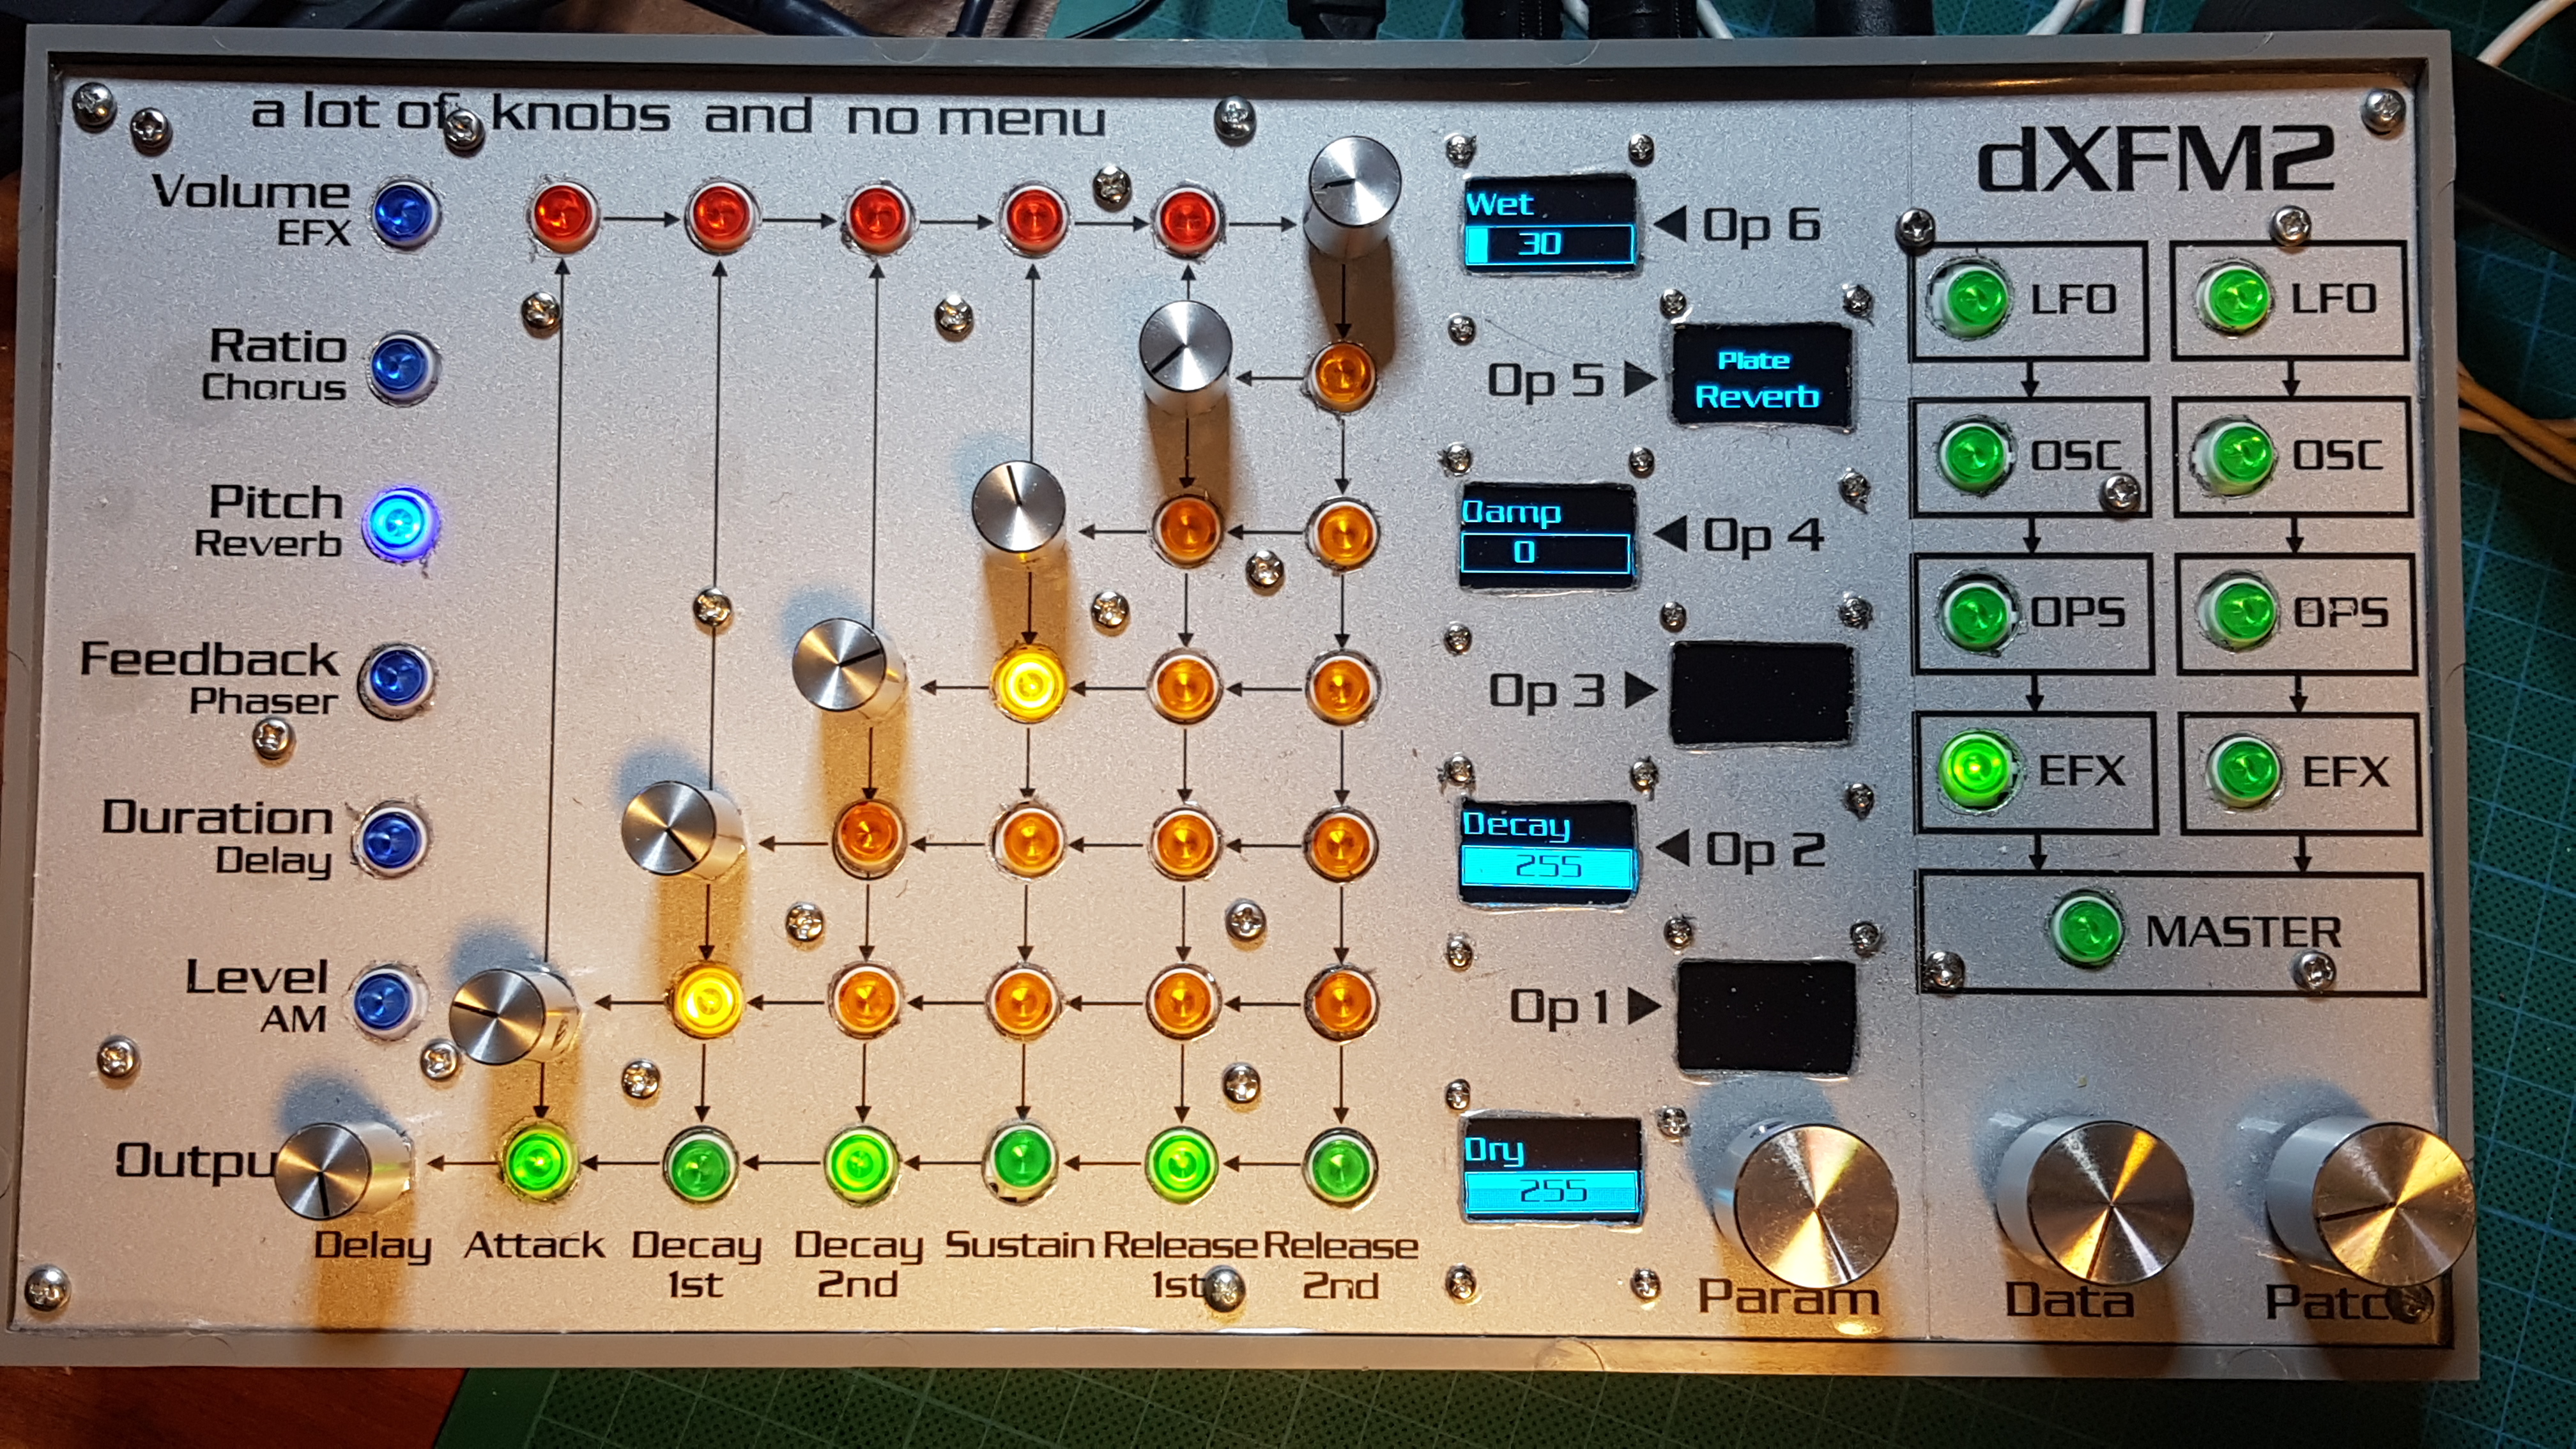 a lot of knobs and no menu
dXFM2
Volume
EFX
Ratio
Chorus
Pitch
Reverb
Feedback
Phaser
Duration
Delay
Level
AM
Outpu
Delay Attack Decay Decay Sustain Release Release
1st 2nd 1st 2nd
Wet
30
◀ Op 6
Op 5 ▶
Plate
Reverb
Damp
0
◀ Op 4
Op 3 ▶
Decay
255
◀ Op 2
Op 1 ▶
Dry
255
LFO LFO
OSC OSC
OPS OPS
EFX EFX
MASTER
Param Data Patc